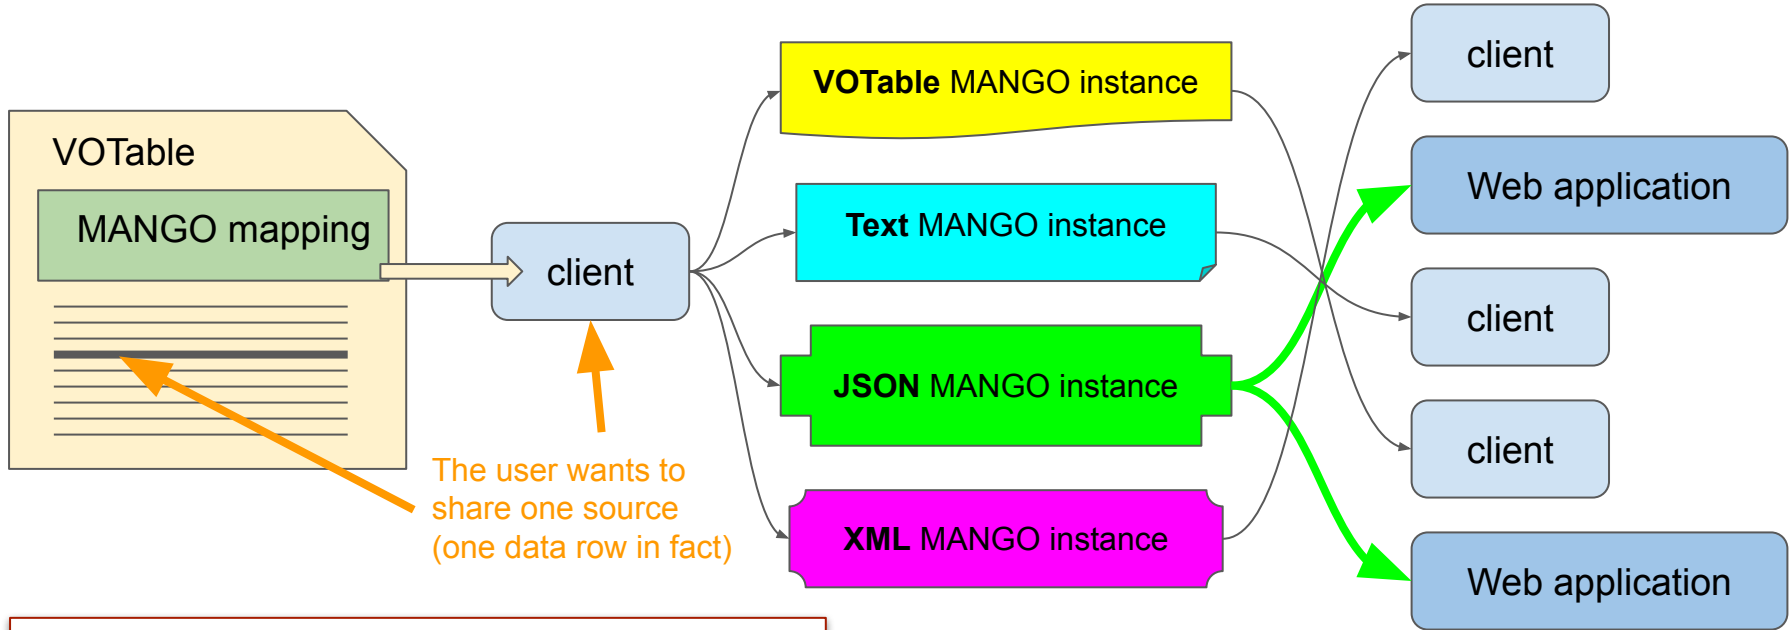 VOTable
MANGO mapping
client
The user wants to
share one source
(one data row in fact)
VOTable MANGO instance
Text MANGO instance
JSON MANGO instance
XML MANGO instance
client
Web application
client
client
Web application